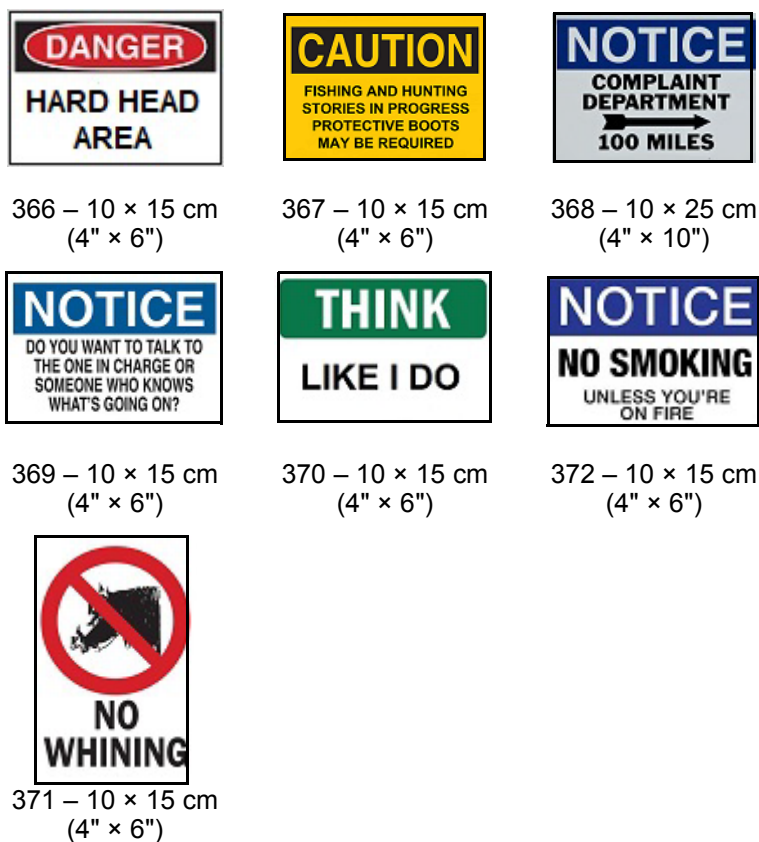 DANGER
HARD HEAD
AREA
366 – 10 × 15 cm
(4" × 6")
CAUTION
FISHING AND HUNTING
STORIES IN PROGRESS
PROTECTIVE BOOTS
MAY BE REQUIRED
367 – 10 × 15 cm
(4" × 6")
NOTICE
COMPLAINT
DEPARTMENT
100 MILES
368 – 10 × 25 cm
(4" × 10")
NOTICE
DO YOU WANT TO TALK TO
THE ONE IN CHARGE OR
SOMEONE WHO KNOWS
WHAT'S GOING ON?
369 – 10 × 15 cm
(4" × 6")
THINK
LIKE I DO
370 – 10 × 15 cm
(4" × 6")
NOTICE
NO SMOKING
UNLESS YOU'RE
ON FIRE
372 – 10 × 15 cm
(4" × 6")
NO
WHINING
371 – 10 × 15 cm
(4" × 6")